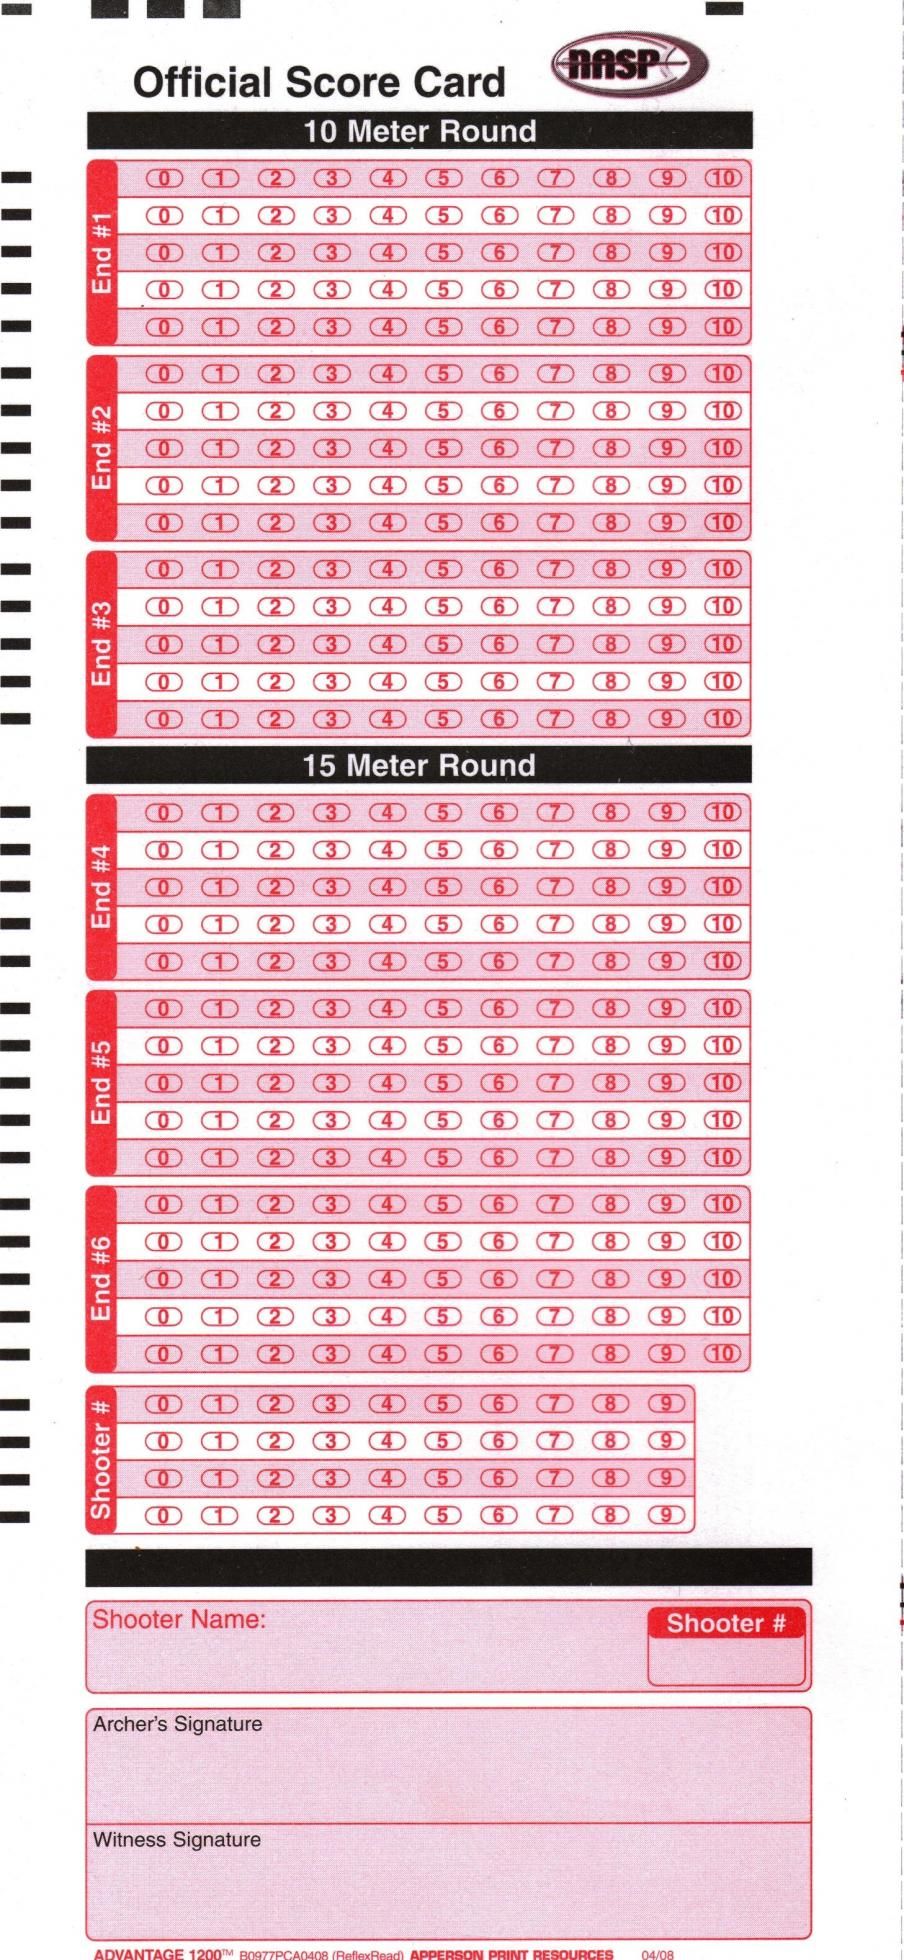 Official Score Card NASP
10 Meter Round
End #1
0 1 2 3 4 5 6 7 8 9 10
0 1 2 3 4 5 6 7 8 9 10
0 1 2 3 4 5 6 7 8 9 10
0 1 2 3 4 5 6 7 8 9 10
0 1 2 3 4 5 6 7 8 9 10
End #2
0 1 2 3 4 5 6 7 8 9 10
0 1 2 3 4 5 6 7 8 9 10
0 1 2 3 4 5 6 7 8 9 10
0 1 2 3 4 5 6 7 8 9 10
0 1 2 3 4 5 6 7 8 9 10
End #3
0 1 2 3 4 5 6 7 8 9 10
0 1 2 3 4 5 6 7 8 9 10
0 1 2 3 4 5 6 7 8 9 10
0 1 2 3 4 5 6 7 8 9 10
0 1 2 3 4 5 6 7 8 9 10
15 Meter Round
End #4
0 1 2 3 4 5 6 7 8 9 10
0 1 2 3 4 5 6 7 8 9 10
0 1 2 3 4 5 6 7 8 9 10
0 1 2 3 4 5 6 7 8 9 10
0 1 2 3 4 5 6 7 8 9 10
End #5
0 1 2 3 4 5 6 7 8 9 10
0 1 2 3 4 5 6 7 8 9 10
0 1 2 3 4 5 6 7 8 9 10
0 1 2 3 4 5 6 7 8 9 10
0 1 2 3 4 5 6 7 8 9 10
End #6
0 1 2 3 4 5 6 7 8 9 10
0 1 2 3 4 5 6 7 8 9 10
0 1 2 3 4 5 6 7 8 9 10
0 1 2 3 4 5 6 7 8 9 10
0 1 2 3 4 5 6 7 8 9 10
Shooter #
0 1 2 3 4 5 6 7 8 9
0 1 2 3 4 5 6 7 8 9
0 1 2 3 4 5 6 7 8 9
0 1 2 3 4 5 6 7 8 9
Shooter Name: Shooter #
Archer's Signature
Witness Signature
ADVANTAGE 1200™ B0977PCA0408 (ReflexRead) APPERSON PRINT RESOURCES 04/08